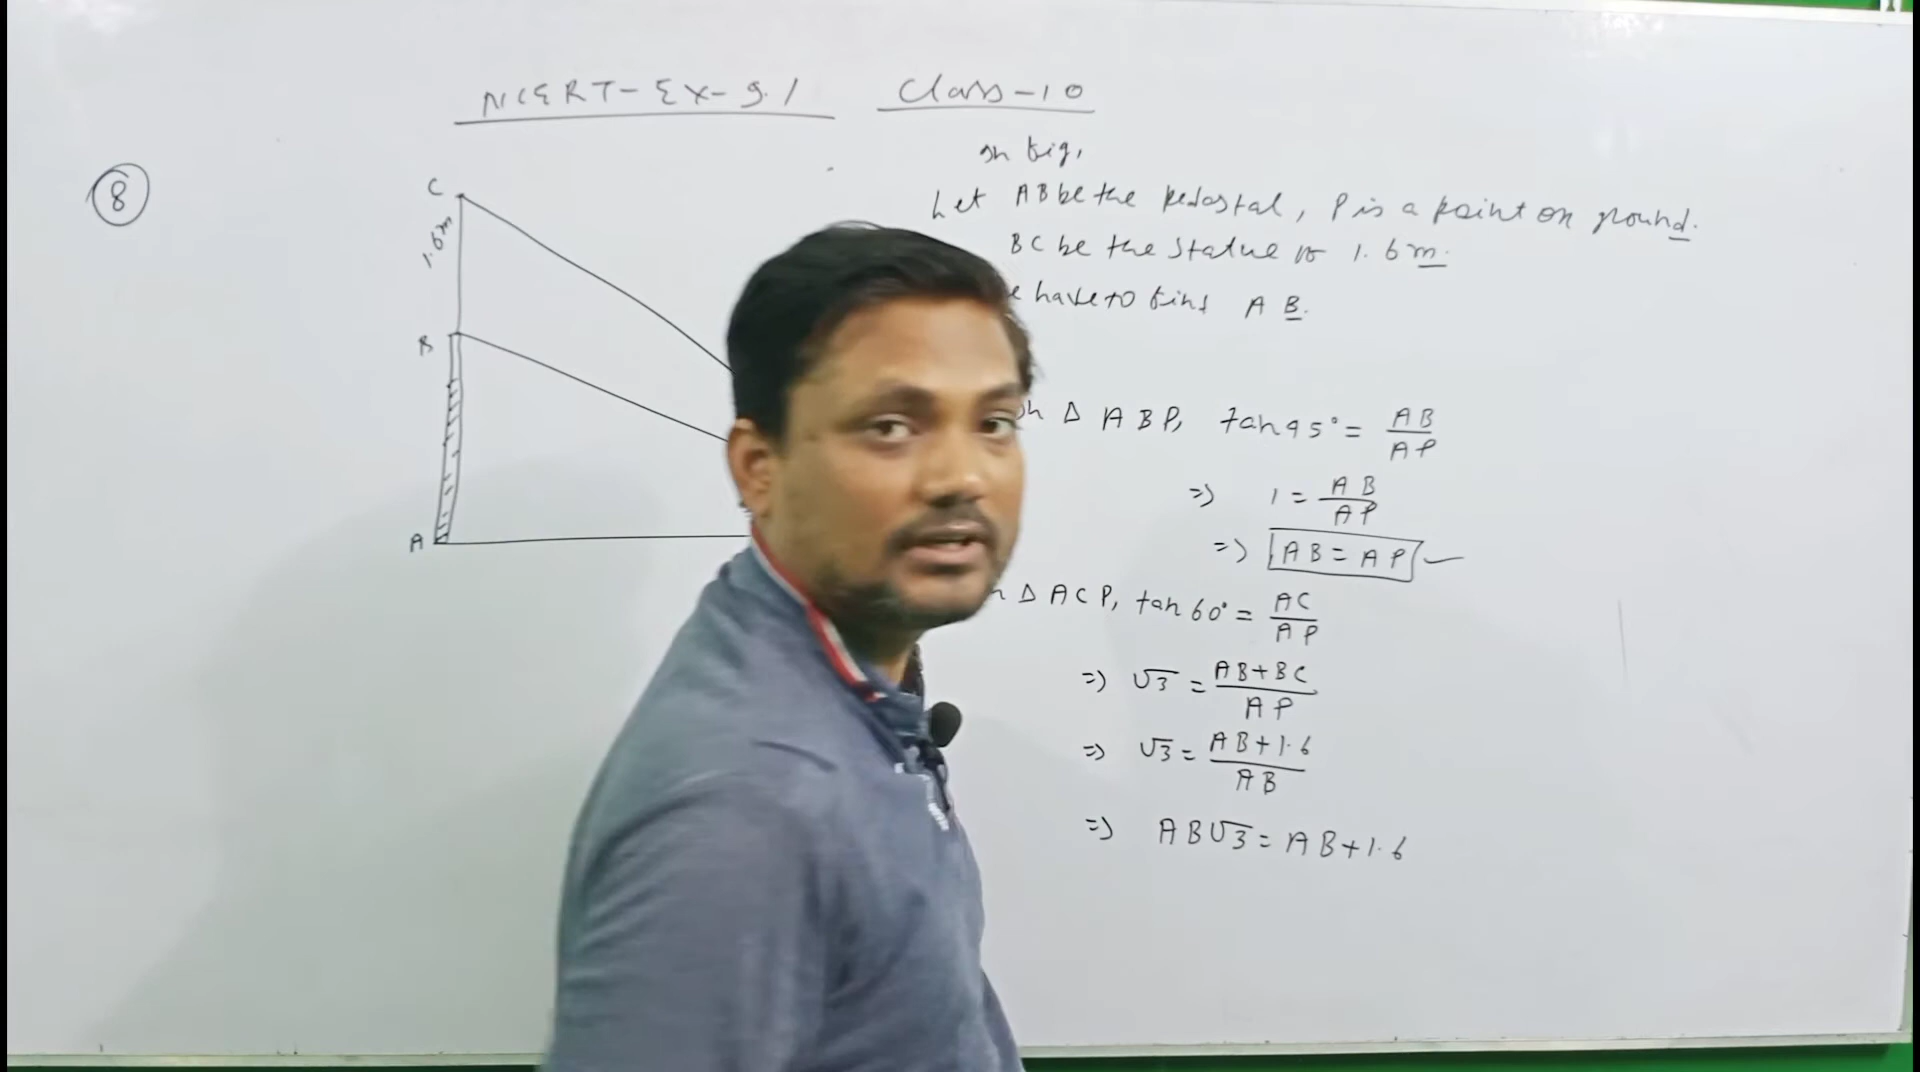 NCERT-Ex-9.1 Class-10
8
In fig,
Let AB be the pedastal, P is a point on ground.
BC be the statue of 1.6m.
have to find AB.
C
1.6m
B
A
In Δ ABP, tan 45° = AB/AP
=> 1 = AB/AP
=> AB = AP
Δ ACP, tan 60° = AC/AP
=> √3 = AB+BC/AP
=> √3 = AB+1.6/AB
=> AB√3 = AB+1.6